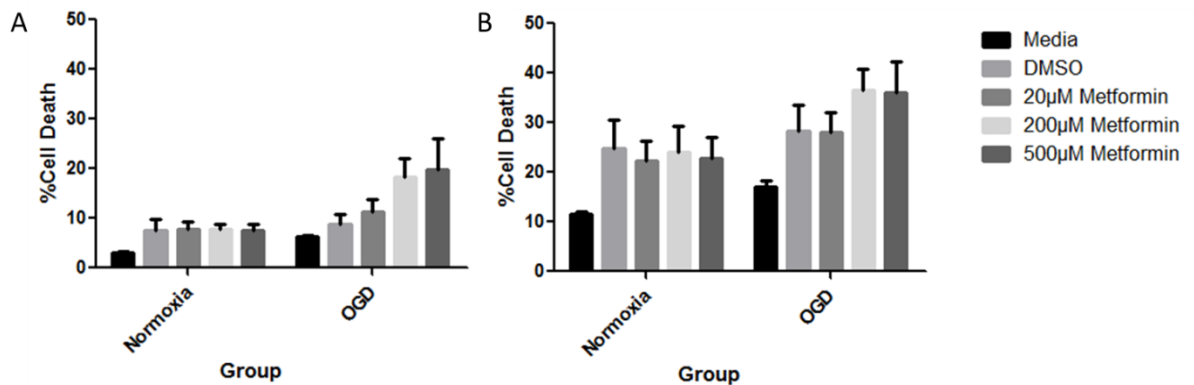 A
50
40
30
20
10
0
%Cell Death
Normoxia
OGD
Group
B
50
40
30
20
10
0
%Cell Death
Normoxia
OGD
Group
Media
DMSO
20µM Metformin
200µM Metformin
500µM Metformin